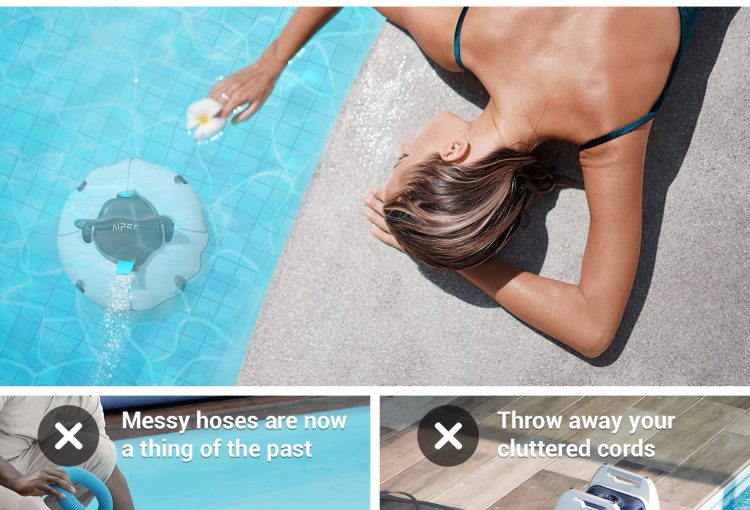 AIPER
Messy hoses are now
a thing of the past
Throw away your
cluttered cords